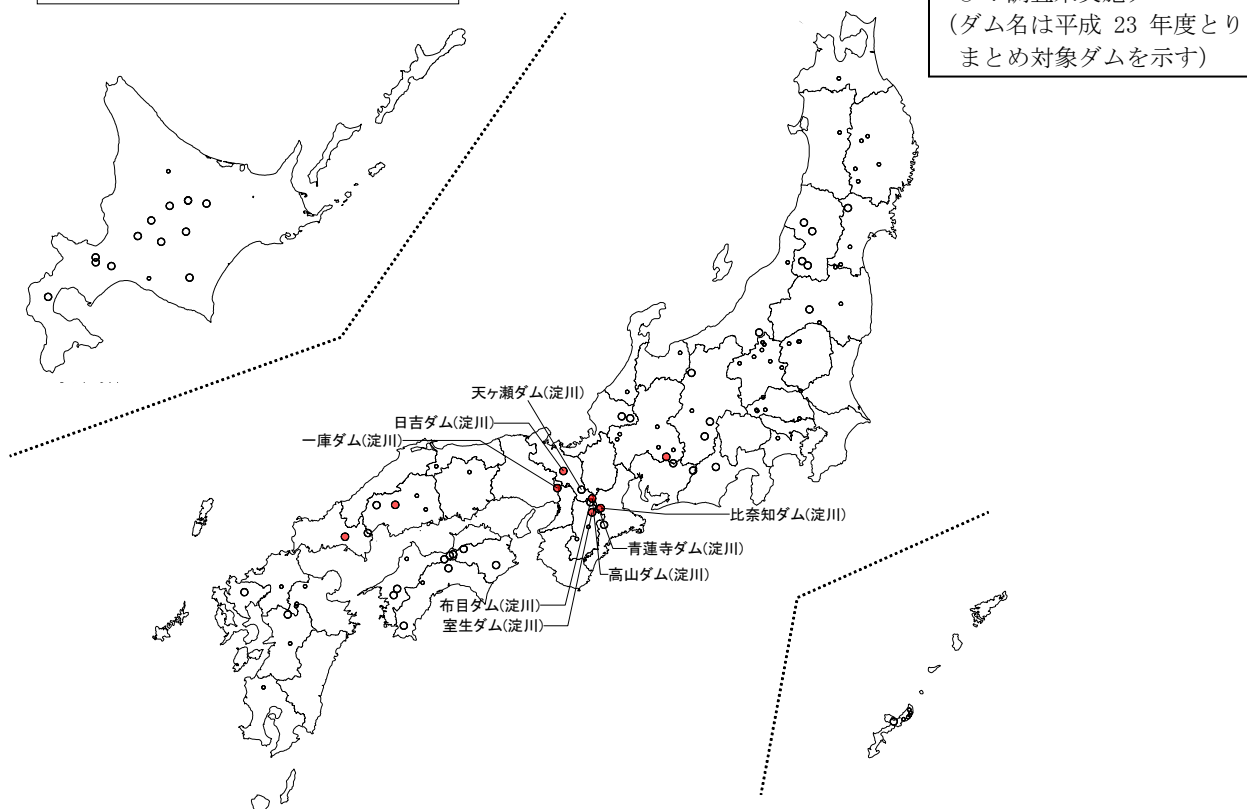 (ダム名は平成 23 年度とり
まとめ対象ダムを示す)
天ヶ瀬ダム(淀川)
日吉ダム(淀川)
一庫ダム(淀川)
比奈知ダム(淀川)
青蓮寺ダム(淀川)
高山ダム(淀川)
布目ダム(淀川)
室生ダム(淀川)